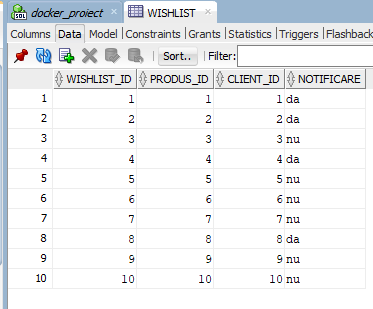 SQL docker_proiect WISHLIST
Columns Data Model Constraints Grants Statistics Triggers Flashback
Sort.. Filter:
WISHLIST_ID PRODUS_ID CLIENT_ID NOTIFICARE
1 1 1 1 da
2 2 2 2 da
3 3 3 3 nu
4 4 4 4 da
5 5 5 5 nu
6 6 6 6 nu
7 7 7 7 nu
8 8 8 8 da
9 9 9 9 nu
10 10 10 10 nu